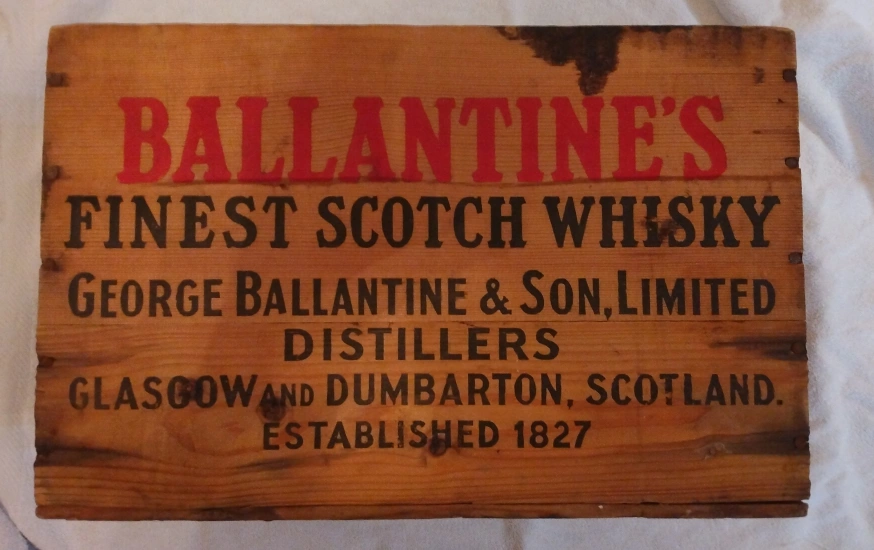 BALLANTINE'S
FINEST SCOTCH WHISKY
GEORGE BALLANTINE & SON, LIMITED
DISTILLERS
GLASGOW AND DUMBARTON, SCOTLAND.
ESTABLISHED 1827